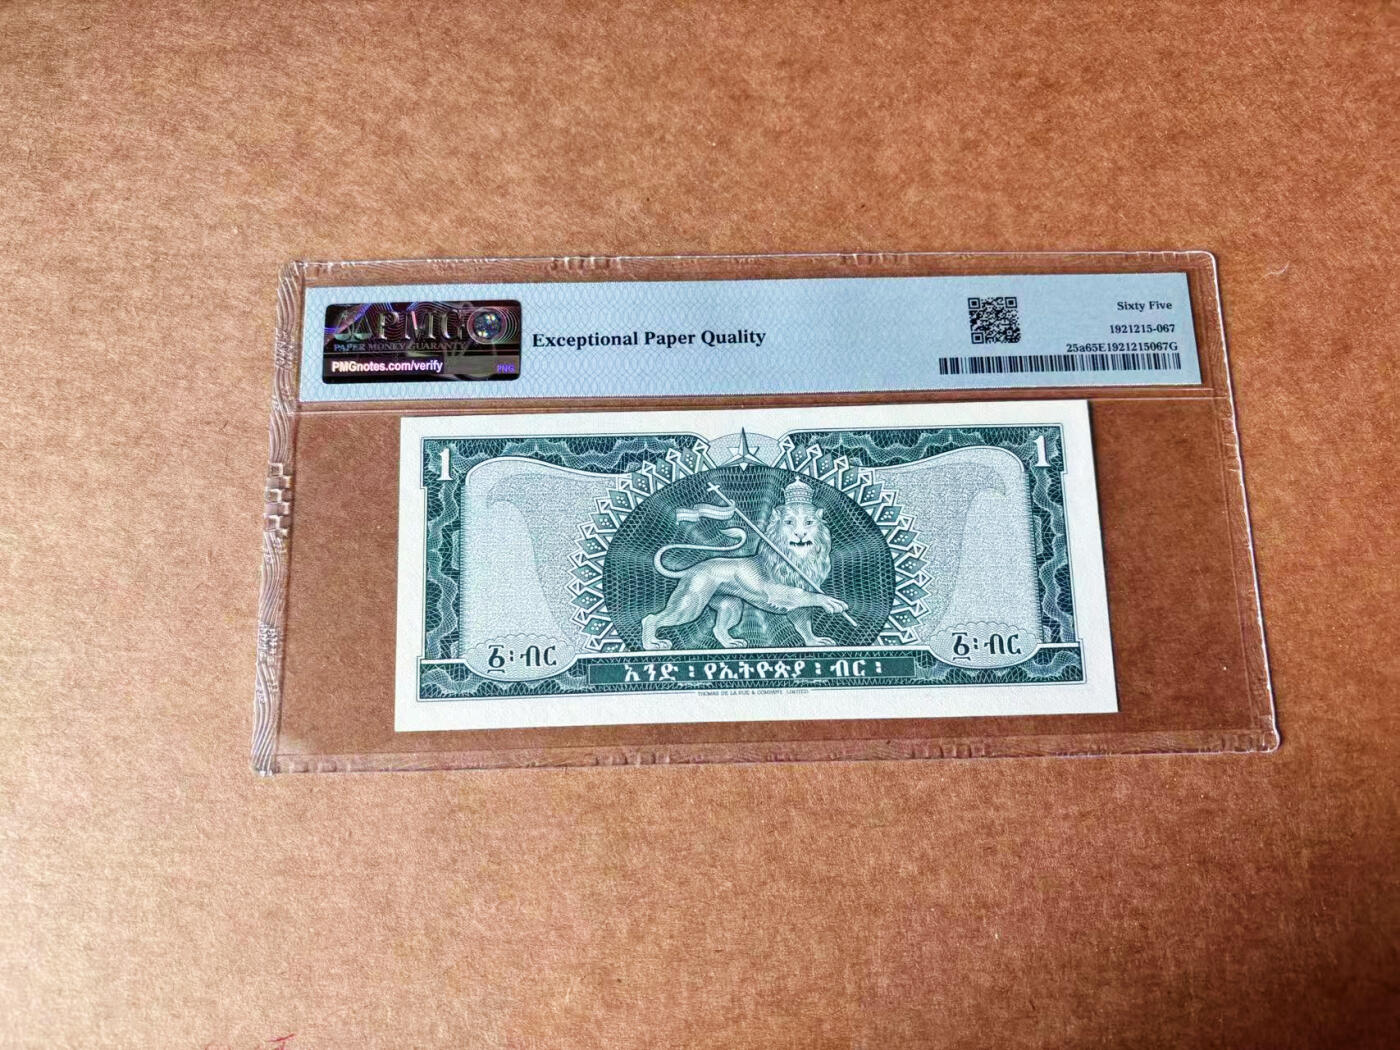 PMG
PAPER MONEY GUARANTY
PMGnotes.com/verify
PNG
Exceptional Paper Quality
Sixty Five
1921215-067
25a65E1921215067G
1
1
፩፡ብር
፩፡ብር
አንድ ፡ የኢትዮጵያ ፡ ብር ፡
THOMAS DE LA RUE & COMPANY, LIMITED